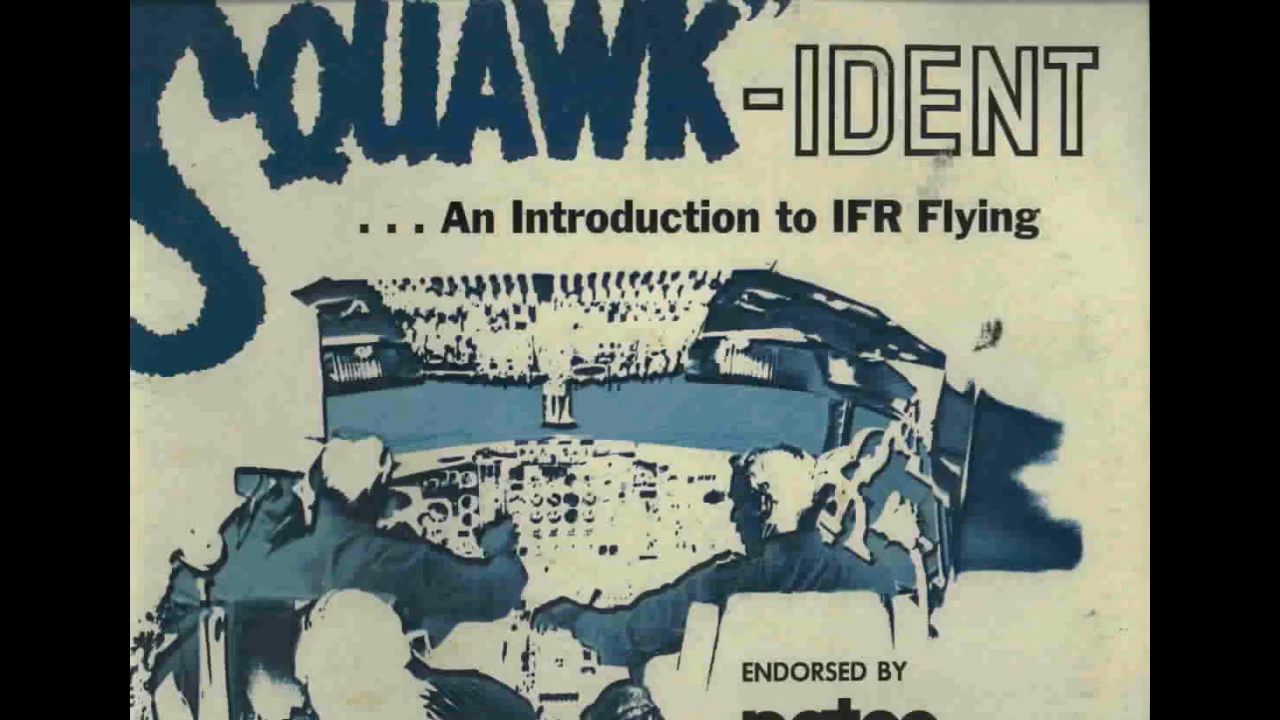 SQUAWK"
-IDENT
. . . An Introduction to IFR Flying
ENDORSED BY